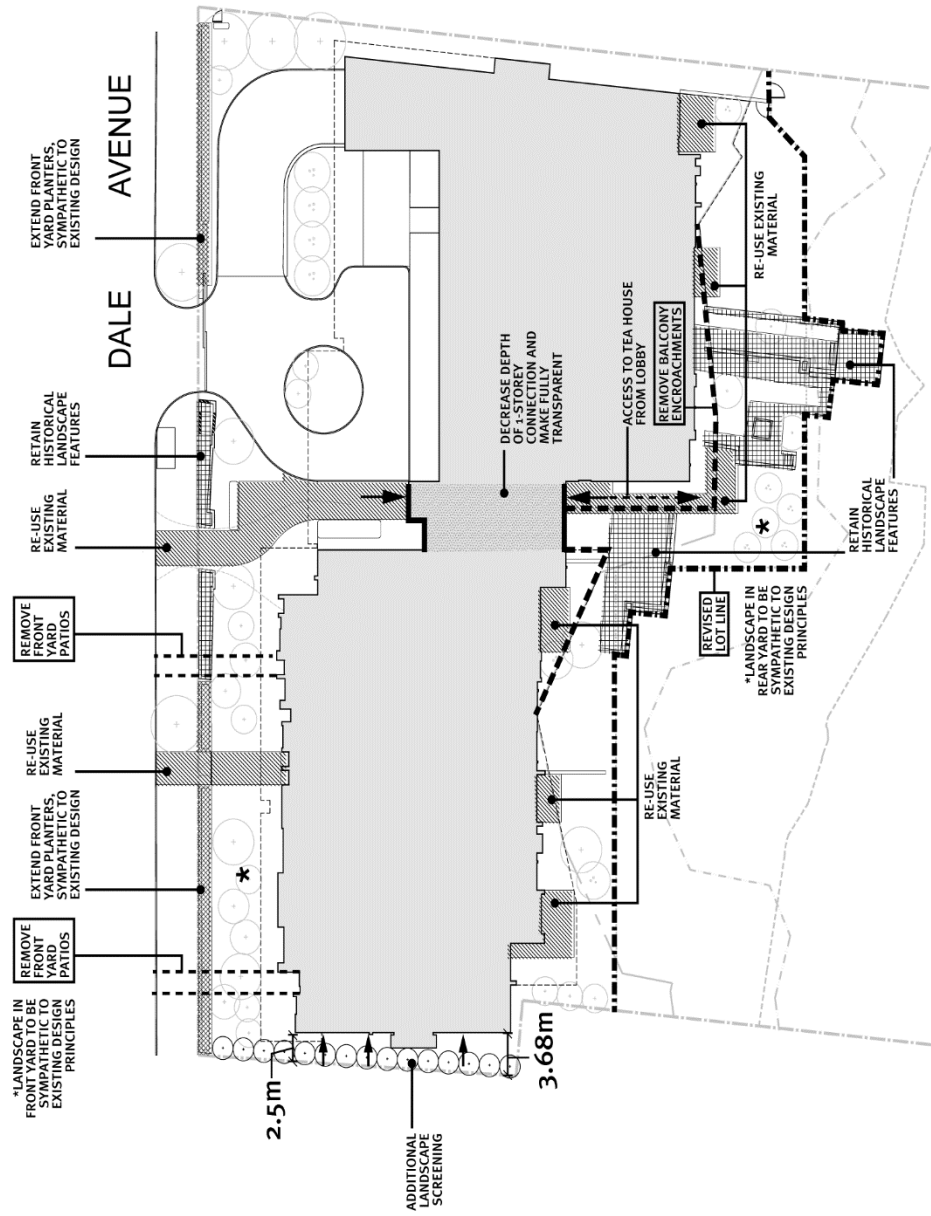 *LANDSCAPE IN
FRONT YARD TO BE
SYMPATHETIC TO
EXISTING DESIGN
PRINCIPLES
REMOVE
FRONT
YARD
PATIOS
EXTEND FRONT
YARD PLANTERS,
SYMPATHETIC TO
EXISTING DESIGN
RE-USE
EXISTING
MATERIAL
REMOVE
FRONT
YARD
PATIOS
RE-USE
EXISTING
MATERIAL
RETAIN
HISTORICAL
LANDSCAPE
FEATURES
EXTEND FRONT
YARD PLANTERS,
SYMPATHETIC TO
EXISTING DESIGN
DALE AVENUE
*
2.5m
ADDITIONAL
LANDSCAPE
SCREENING
3.68m
DECREASE DEPTH
OF 1-STOREY
CONNECTION AND
MAKE FULLY
TRANSPARENT
ACCESS TO TEA HOUSE
FROM LOBBY
REMOVE BALCONY
ENCROACHMENTS
RE-USE EXISTING
MATERIAL
RE-USE
EXISTING
MATERIAL
REVISED
LOT LINE
*
*LANDSCAPE IN
REAR YARD TO BE
SYMPATHETIC TO
EXISTING DESIGN
PRINCIPLES
RETAIN
HISTORICAL
LANDSCAPE
FEATURES